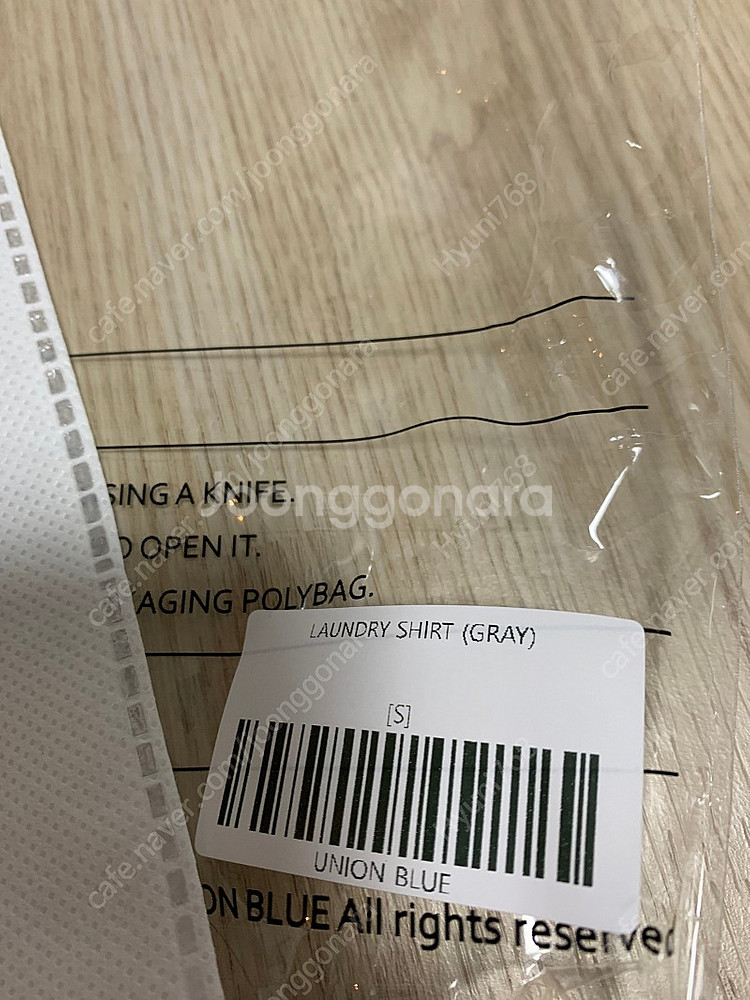 SING A KNIFE.
O OPEN IT.
AGING POLYBAG.
LAUNDRY SHIRT (GRAY)
[S]
UNION BLUE
ON BLUE All rights reserved
Joonggonara
cafe.naver.com/joonggonara
Hyuni768